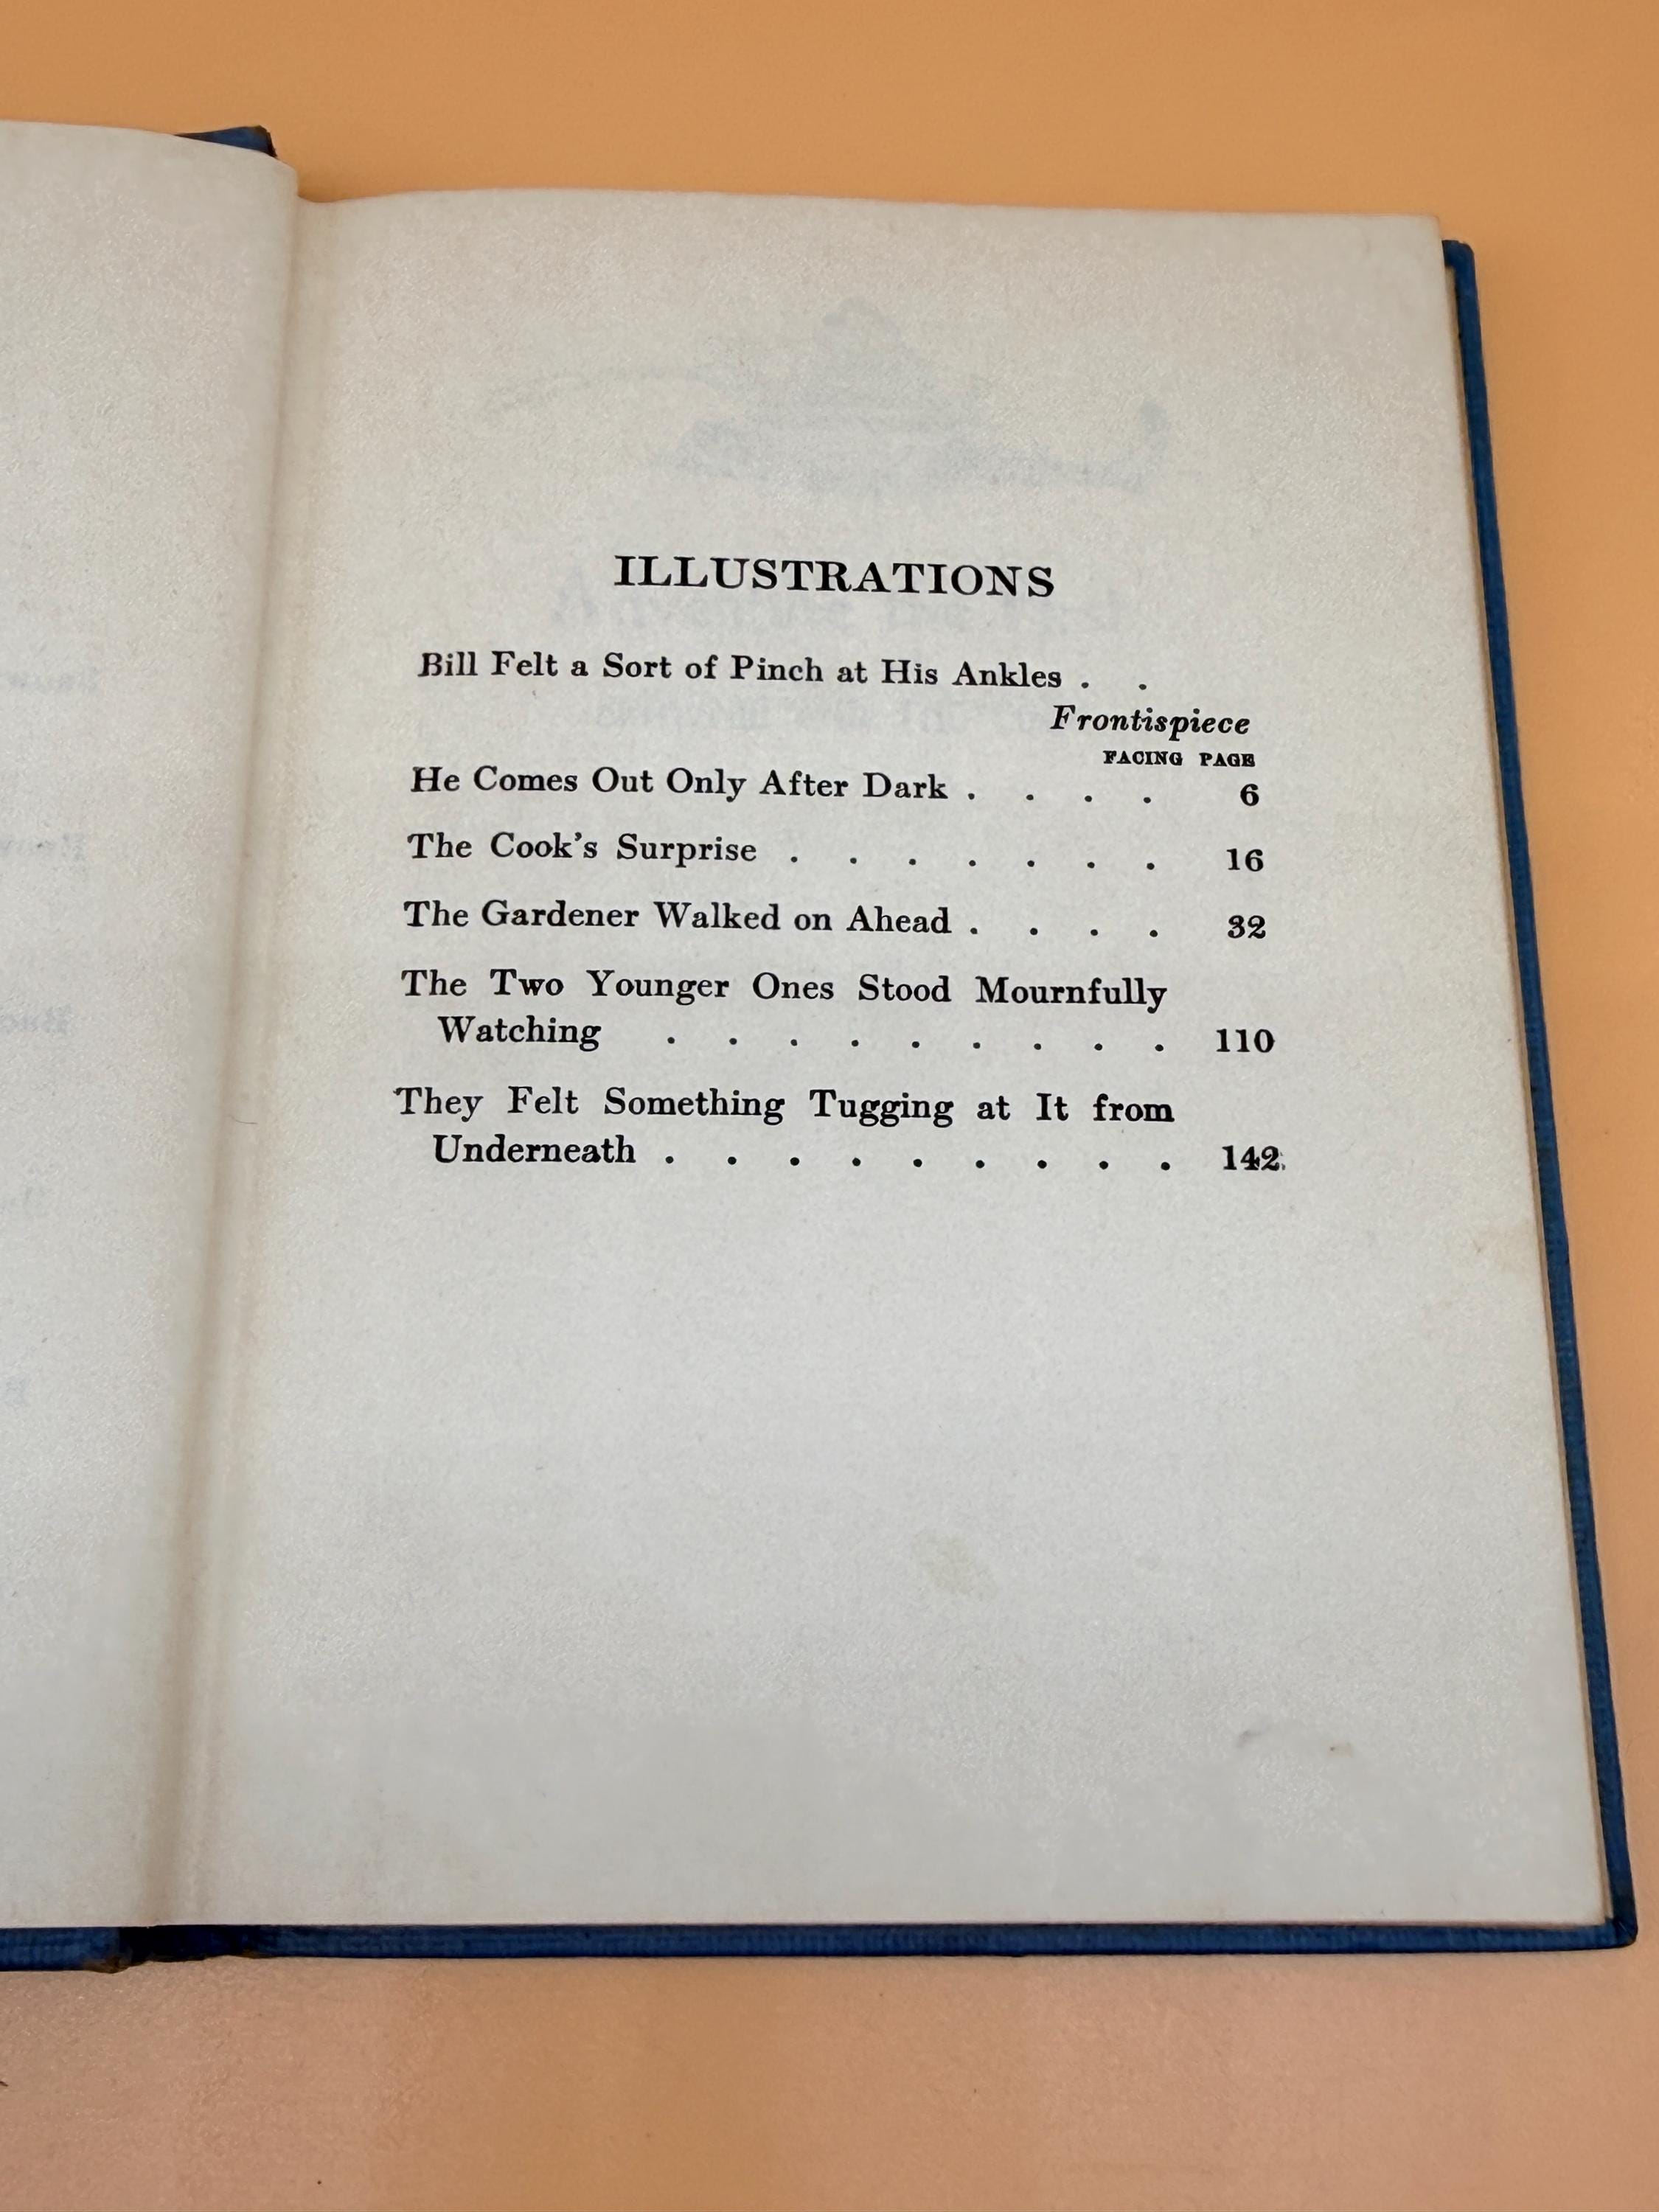 ILLUSTRATIONS
Bill Felt a Sort of Pinch at His Ankles . .
Frontispiece
FACING PAGE
He Comes Out Only After Dark . . . . 6
The Cook's Surprise . . . . . . . 16
The Gardener Walked on Ahead . . . . 32
The Two Younger Ones Stood Mournfully
Watching . . . . . . . . . 110
They Felt Something Tugging at It from
Underneath . . . . . . . . . 142